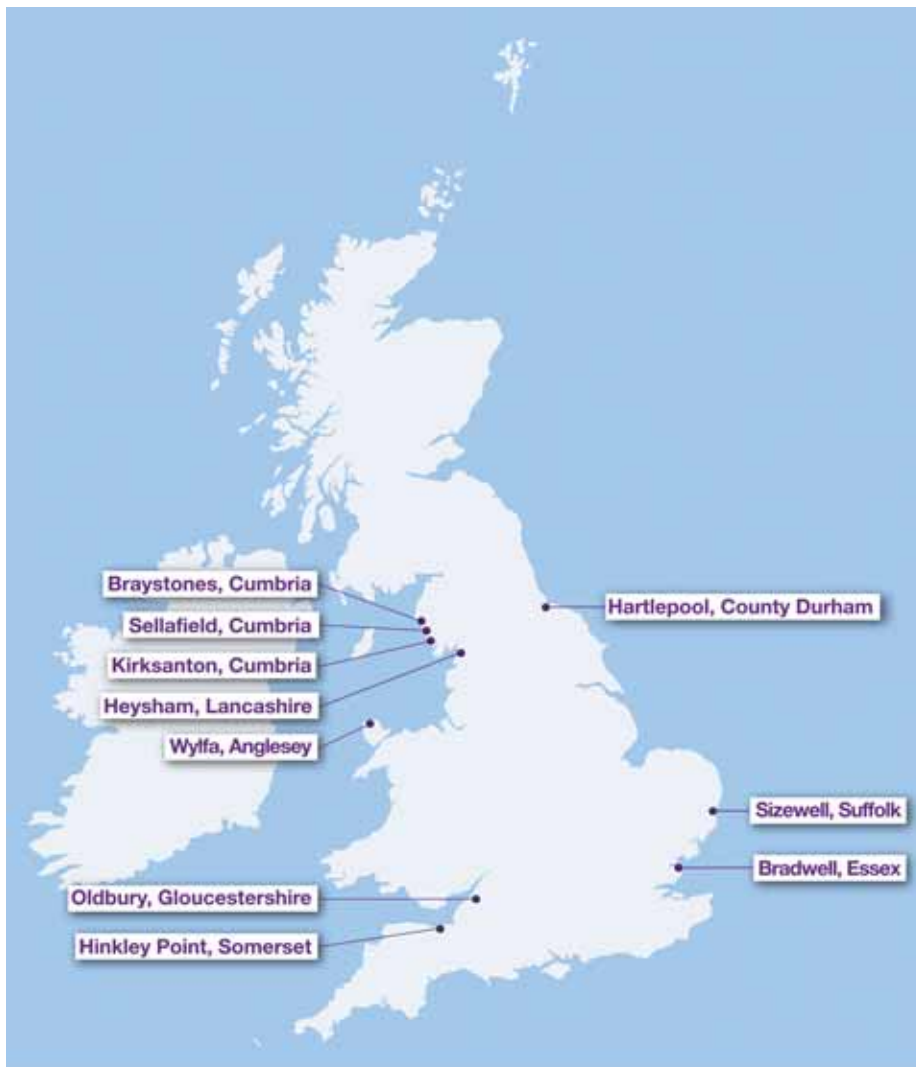 Braystones, Cumbria
Sellafield, Cumbria
Kirksanton, Cumbria
Heysham, Lancashire
Wylfa, Anglesey
Oldbury, Gloucestershire
Hinkley Point, Somerset
Hartlepool, County Durham
Sizewell, Suffolk
Bradwell, Essex